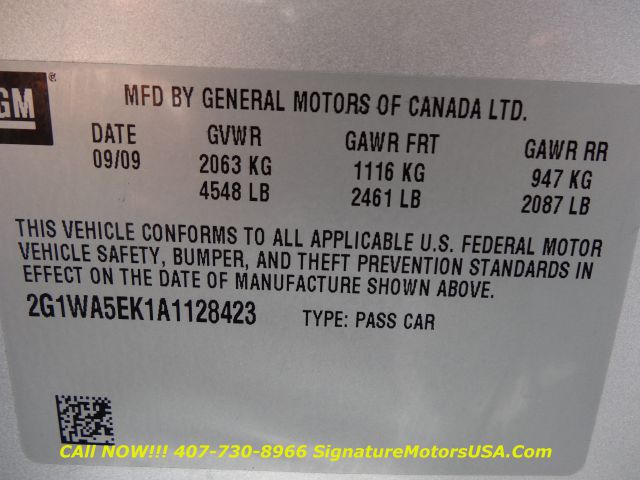 GM®
MFD BY GENERAL MOTORS OF CANADA LTD.
DATE GVWR GAWR FRT GAWR RR
09/09 2063 KG 1116 KG 947 KG
4548 LB 2461 LB 2087 LB
THIS VEHICLE CONFORMS TO ALL APPLICABLE U.S. FEDERAL MOTOR
VEHICLE SAFETY, BUMPER, AND THEFT PREVENTION STANDARDS IN
EFFECT ON THE DATE OF MANUFACTURE SHOWN ABOVE.
2G1WA5EK1A1128423 TYPE: PASS CAR
CAll NOW!!! 407-730-8966 SignatureMotorsUSA.Com